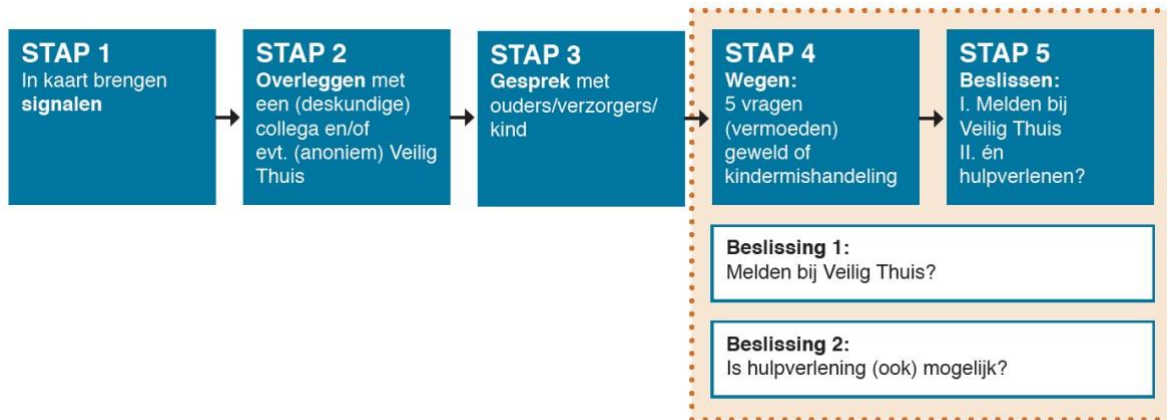 STAP 1
In kaart brengen
signalen
STAP 2
Overleggen met
een (deskundige)
collega en/of
evt. (anoniem) Veilig
Thuis
STAP 3
Gesprek met
ouders/verzorgers/
kind
STAP 4
Wegen:
5 vragen
(vermoeden)
geweld of
kindermishandeling
STAP 5
Beslissen:
I. Melden bij
Veilig Thuis
II. én
hulpverlenen?
Beslissing 1:
Melden bij Veilig Thuis?
Beslissing 2:
Is hulpverlening (ook) mogelijk?